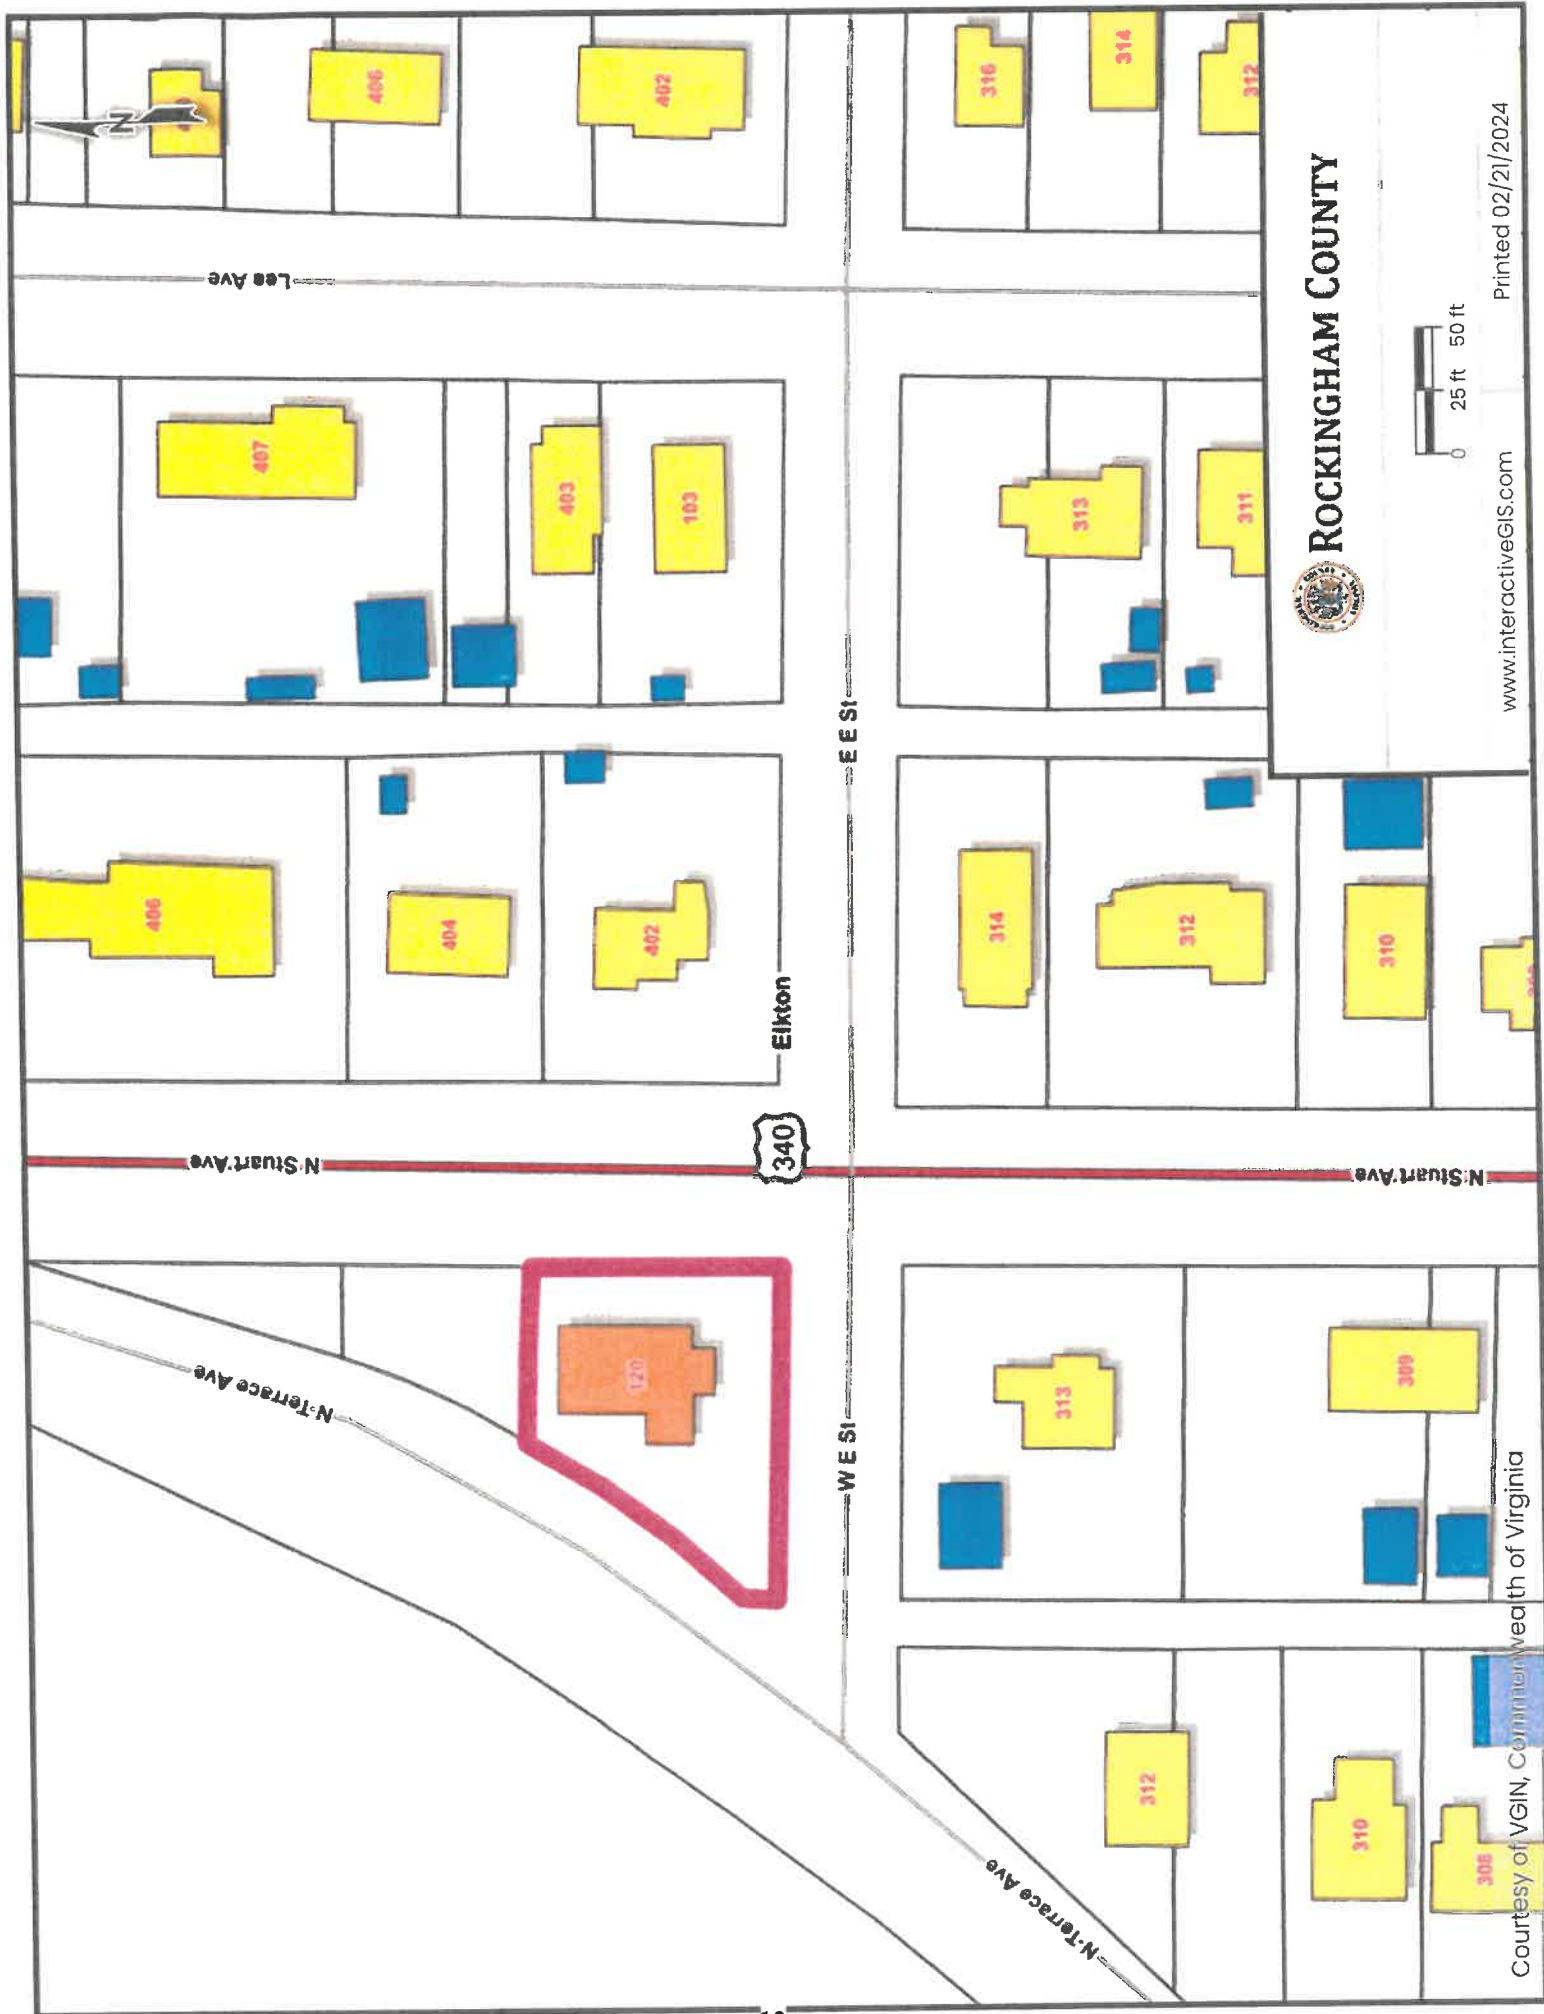 N
406
402
316
314
312
Lee Ave
407
403
103
313
311
406
404
402
Elkton
E E St
314
312
310
N Stuart Ave
340
N Stuart Ave
N Terrace Ave
120
W E St
313
309
N Terrace Ave
312
310
308
ROCKINGHAM COUNTY
0 25 ft 50 ft
Courtesy of VGIN, Commonwealth of Virginia
www.interactiveGIS.com
Printed 02/21/2024